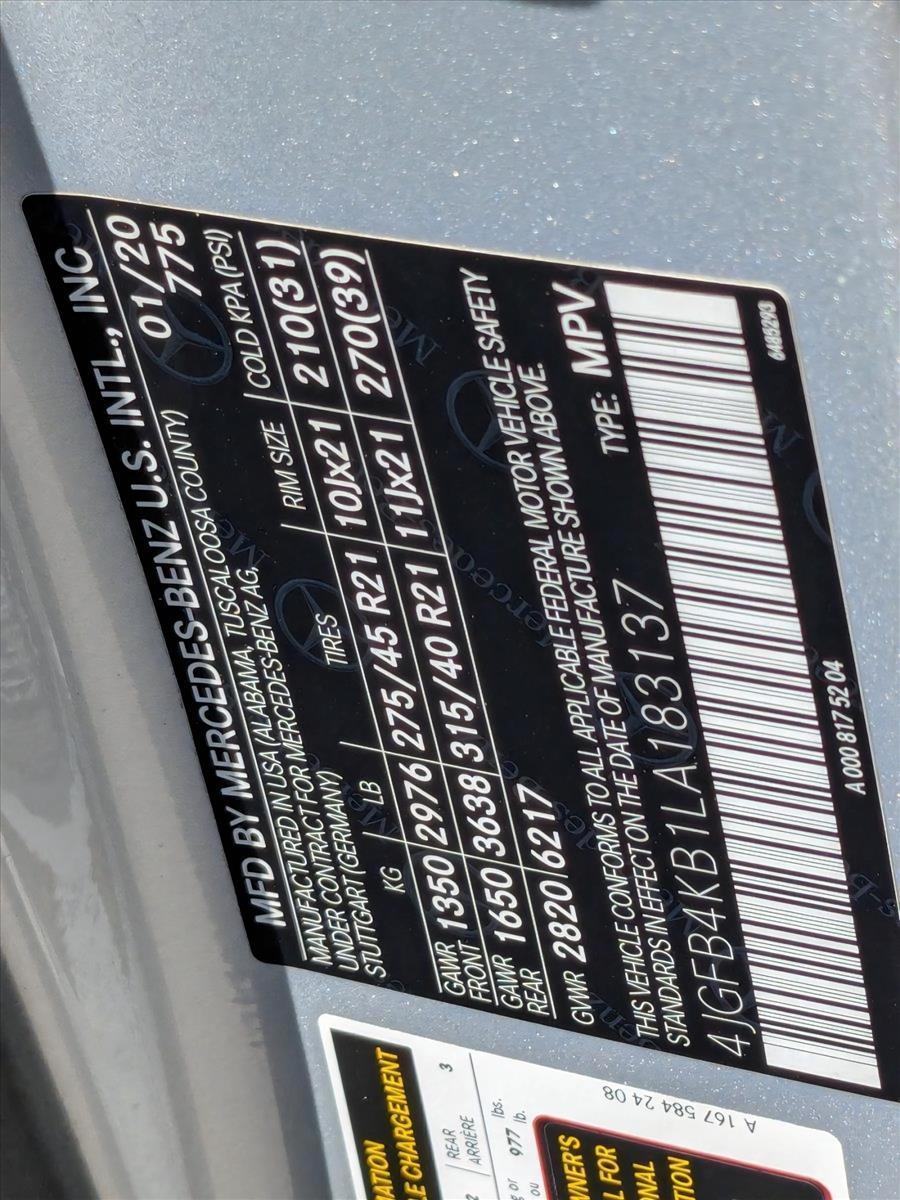 MFD BY MERCEDES-BENZ U.S. INTL., INC
MANUFACTURED IN USA (ALABAMA, TUSCALOOSA COUNTY) 01/20
UNDER CONTRACT FOR MERCEDES-BENZ AG, 775
STUTTGART (GERMANY)
KG LB TIRES RIM SIZE COLD KPA(PSI)
GAWR FRONT 1350 2976 275/45 R21 10Jx21 210(31)
GAWR REAR 1650 3638 315/40 R21 11Jx21 270(39)
GVWR 2820 6217
THIS VEHICLE CONFORMS TO ALL APPLICABLE FEDERAL MOTOR VEHICLE SAFETY
STANDARDS IN EFFECT ON THE DATE OF MANUFACTURE SHOWN ABOVE.
4JGFB4KB1LA183137 TYPE: MPV
A 000 817 52 04
6486293
LE CHARGEMENT
REAR
ARRIÈRE 3
lbs.
ou 977 lb.
A 167 584 24 08